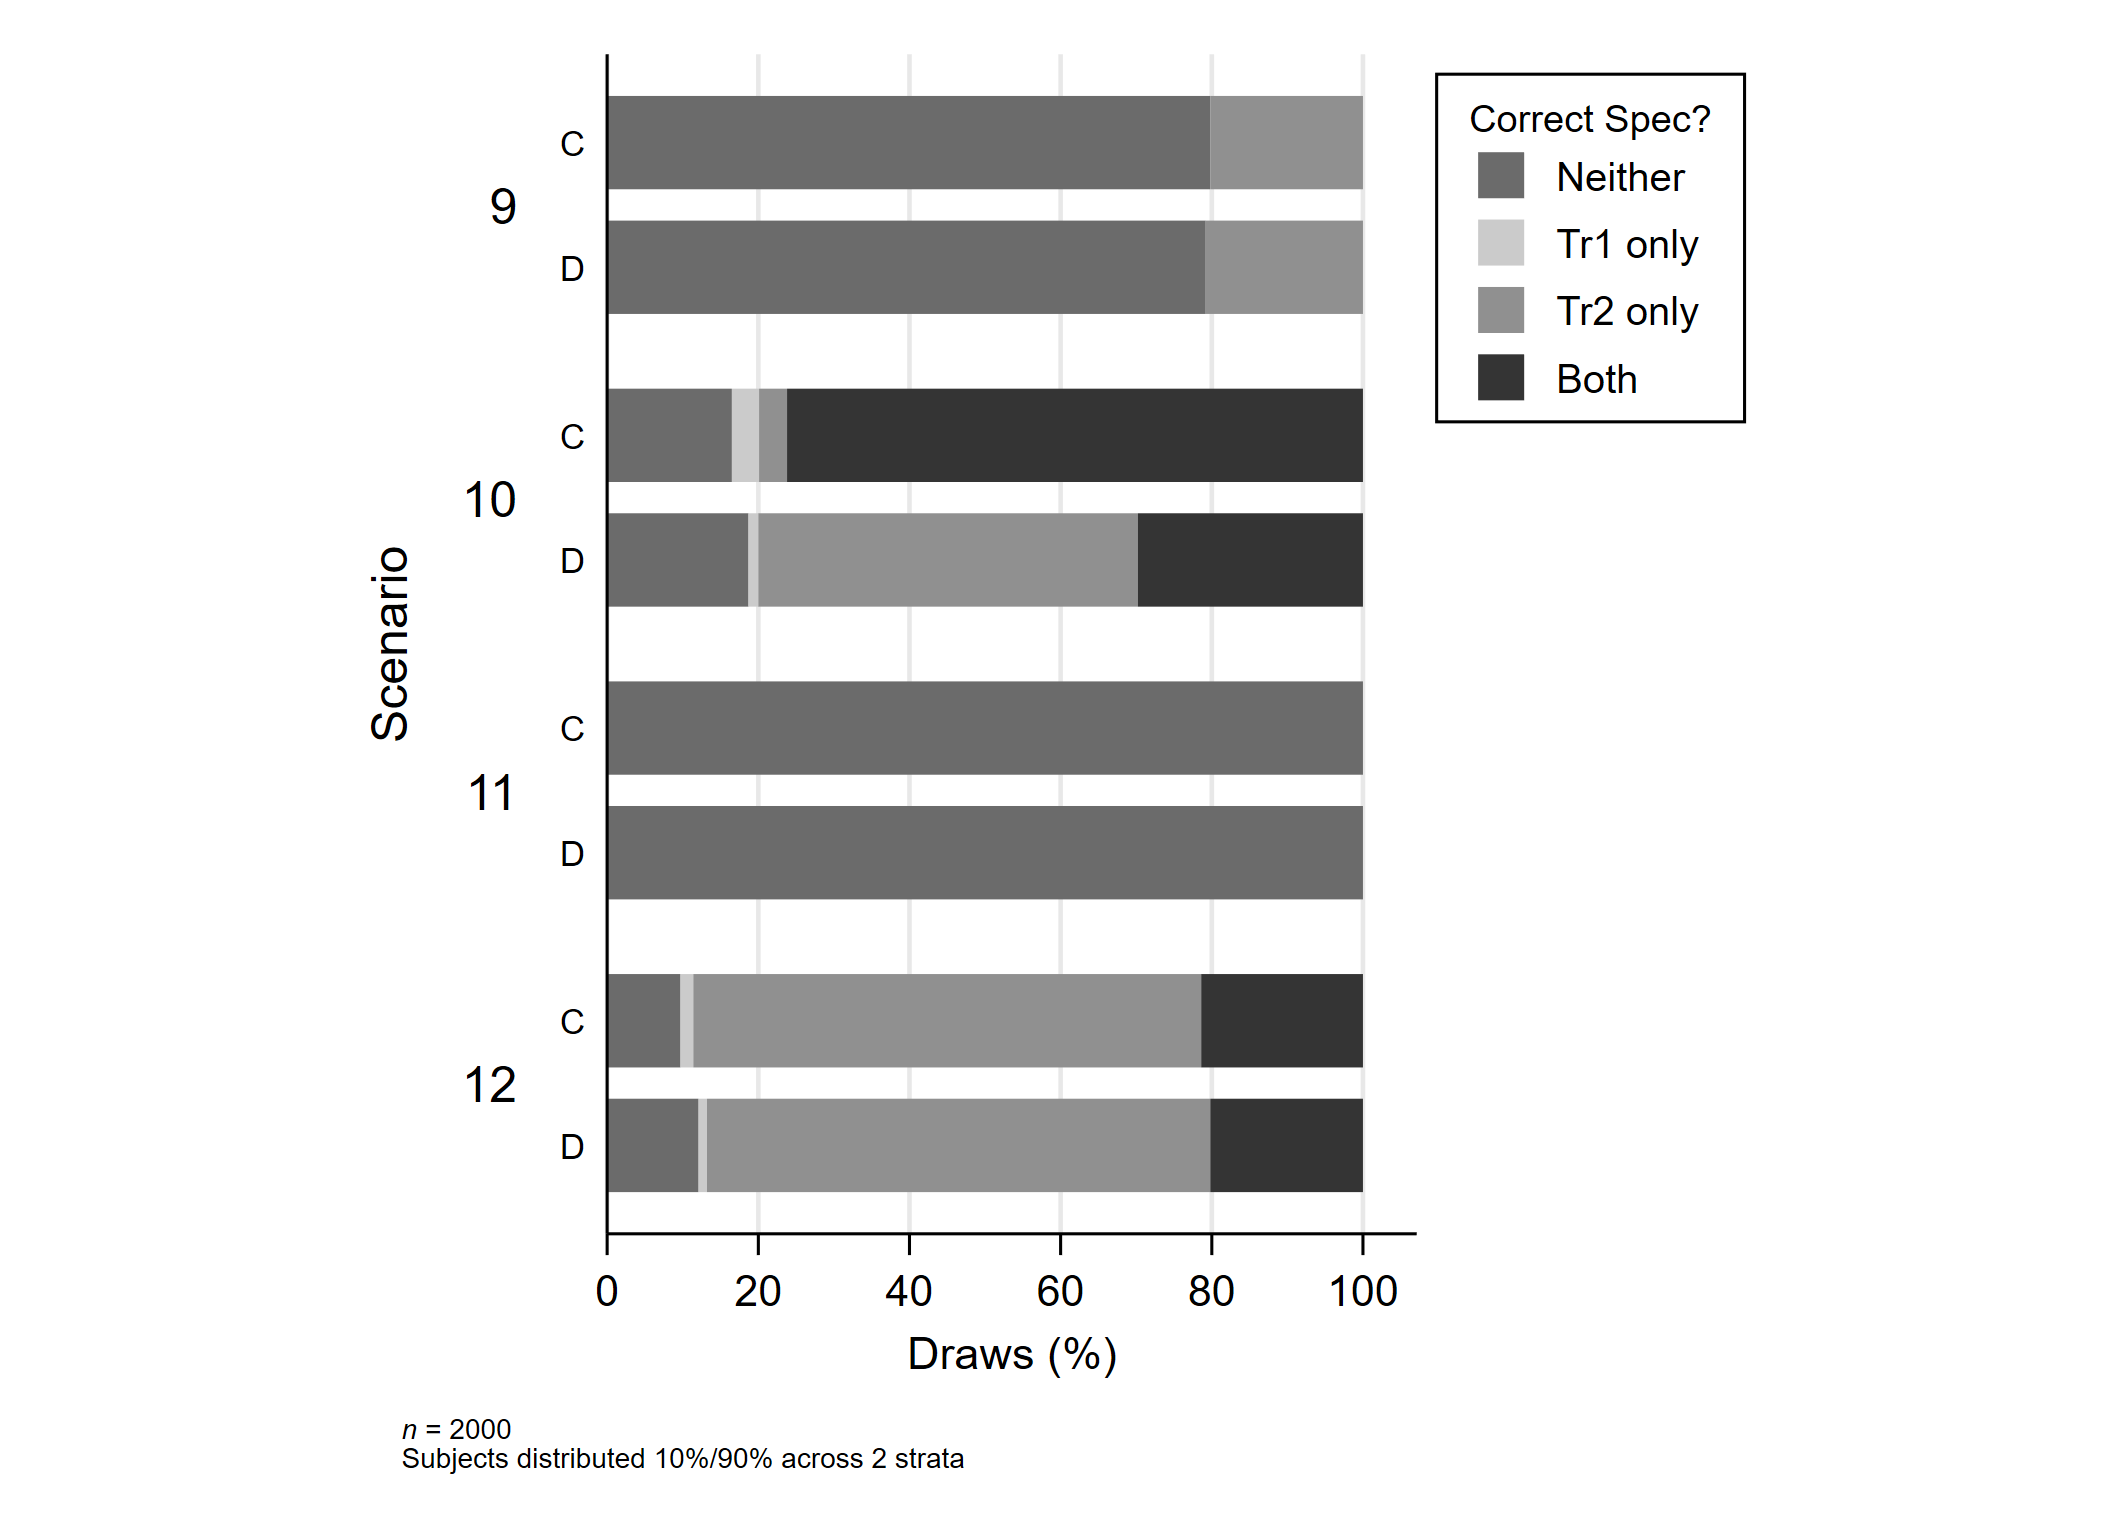 Correct Spec?
Neither
Tr1 only
Tr2 only
Both
Scenario
9
C
D
10
C
D
11
C
D
12
C
D
0 20 40 60 80 100
Draws (%)
n = 2000
Subjects distributed 10%/90% across 2 strata